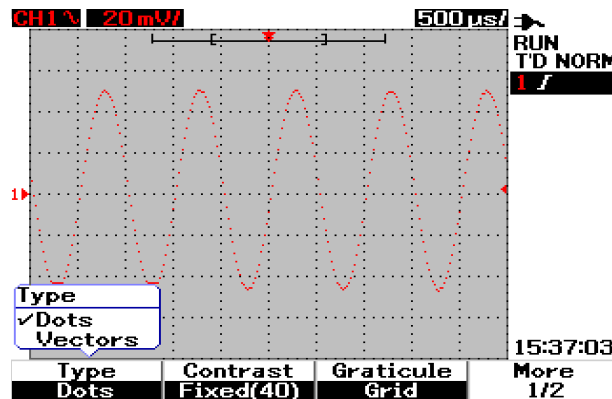 CH1 20mV/ 500µs/
RUN
T'D NORM
1
1
Type
✓Dots
Vectors
15:37:03
Type Contrast Graticule More
Dots Fixed(40) Grid 1/2